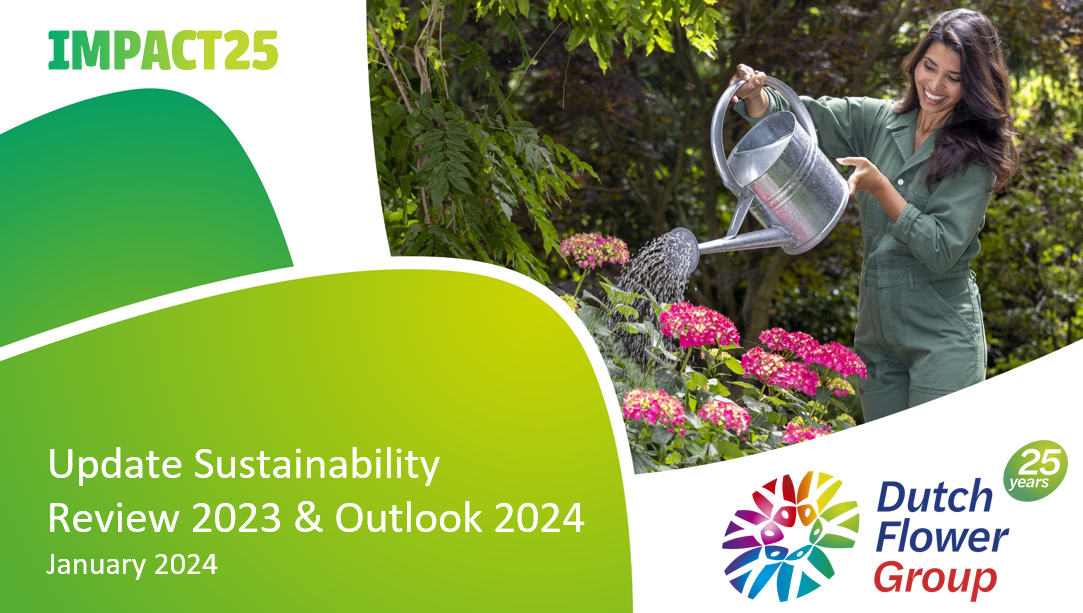 IMPACT25
Update Sustainability
Review 2023 & Outlook 2024
January 2024
25
years
Dutch
Flower
Group